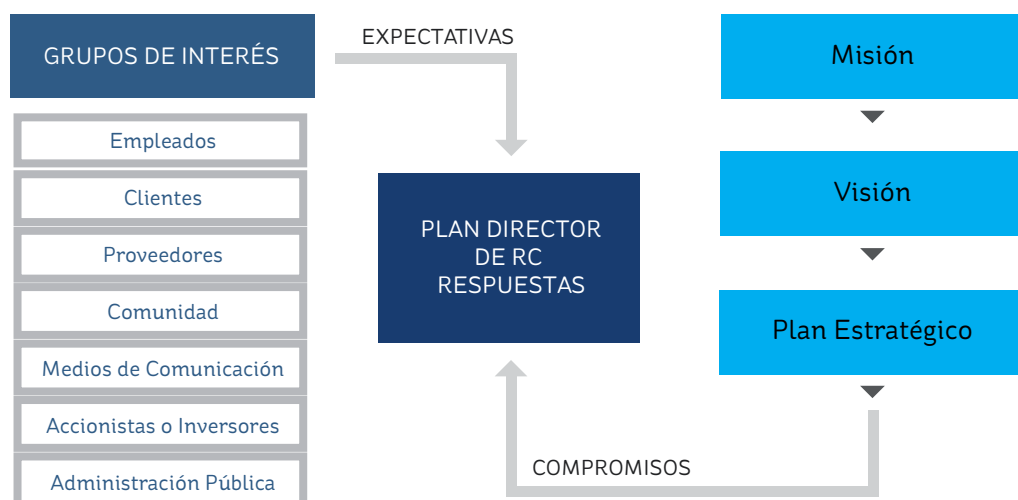 GRUPOS DE INTERÉS
Empleados
Clientes
Proveedores
Comunidad
Medios de Comunicación
Accionistas o Inversores
Administración Pública
EXPECTATIVAS
PLAN DIRECTOR
DE RC
RESPUESTAS
COMPROMISOS
Misión
Visión
Plan Estratégico